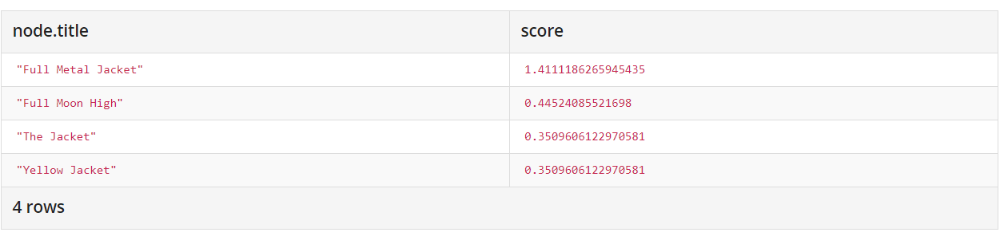 node.title score
"Full Metal Jacket" 1.4111186265945435
"Full Moon High" 0.44524085521698
"The Jacket" 0.3509606122970581
"Yellow Jacket" 0.3509606122970581
4 rows